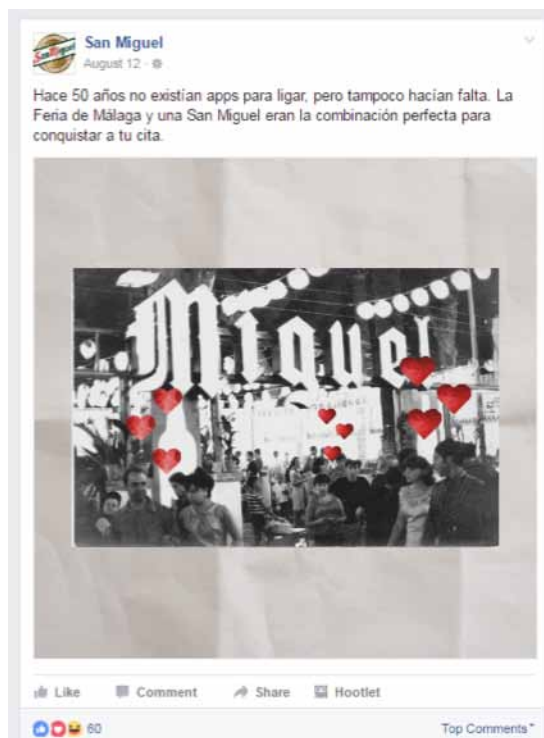 San Miguel
San Miguel
August 12 ·
Hace 50 años no existían apps para ligar, pero tampoco hacían falta. La
Feria de Málaga y una San Miguel eran la combinación perfecta para
conquistar a tu cita.
Miguel
Like Comment Share Hootlet
60 Top Comments